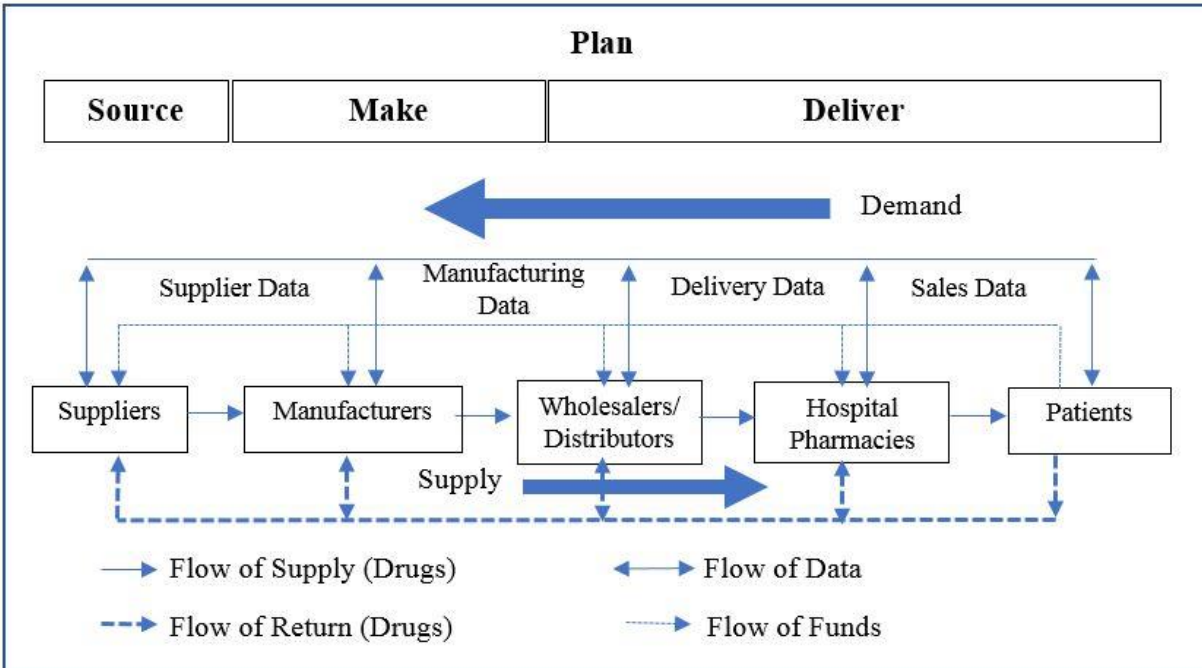 Plan
Source
Make
Deliver
Demand
Supplier Data
Manufacturing
Data
Delivery Data
Sales Data
Suppliers
Manufacturers
Wholesalers/
Distributors
Hospital
Pharmacies
Patients
Supply
Flow of Supply (Drugs)
Flow of Data
Flow of Return (Drugs)
Flow of Funds